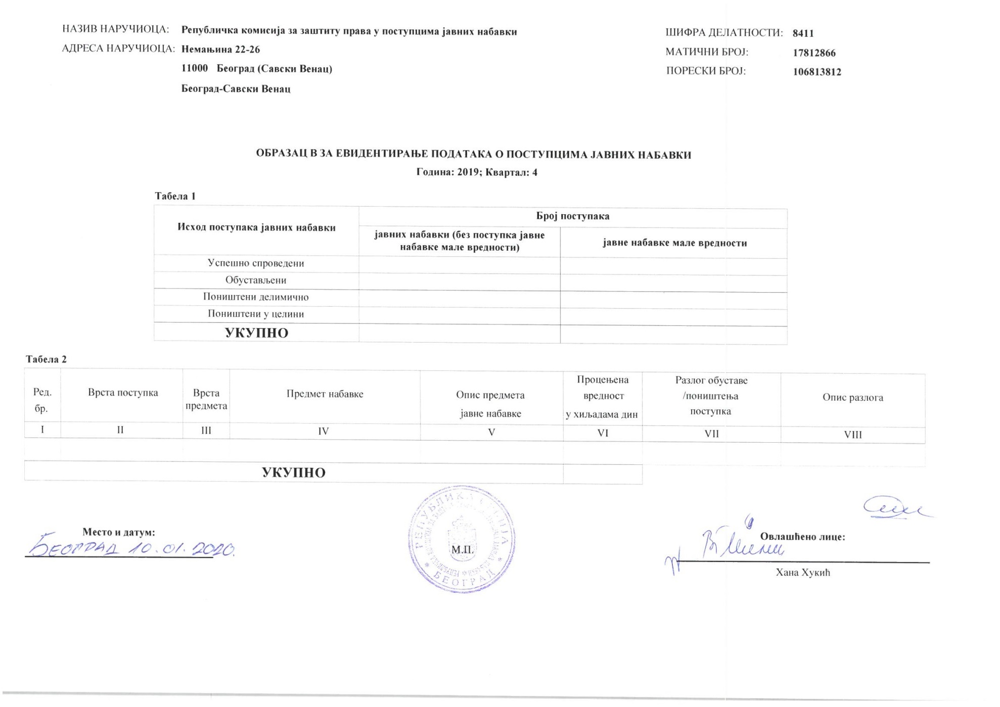 НАЗИВ НАРУЧИОЦА: Републичка комисија за заштиту права у поступцима јавних набавки
АДРЕСА НАРУЧИОЦА: Немањина 22-26
11000 Београд (Савски Венац)
Београд-Савски Венац
ШИФРА ДЕЛАТНОСТИ: 8411
МАТИЧНИ БРОЈ: 17812866
ПОРЕСКИ БРОЈ: 106813812
ОБРАЗАЦ В ЗА ЕВИДЕНТИРАЊЕ ПОДАТАКА О ПОСТУПЦИМА ЈАВНИХ НАБАВКИ
Година: 2019; Квартал: 4
Табела 1
Исход поступака јавних набавки
Број поступака
јавних набавки (без поступка јавне
набавке мале вредности)
јавне набавке мале вредности
Успешно спроведени
Обустављени
Поништени делимично
Поништени у целини
УКУПНО
Табела 2
Ред.
бр.
Врста поступка
Врста
предмета
Предмет набавке
Опис предмета
јавне набавке
Процењена
вредност
у хиљадама дин
Разлог обуставе
/поништења
поступка
Опис разлога
I II III IV V VI VII VIII
УКУПНО
Место и датум:
БЕОГРАД 10.01.2020.
РЕПУБЛИКА СРБИЈА
М.П.
* БЕОГРАД *
Овлашћено лице:
Хана Хукић